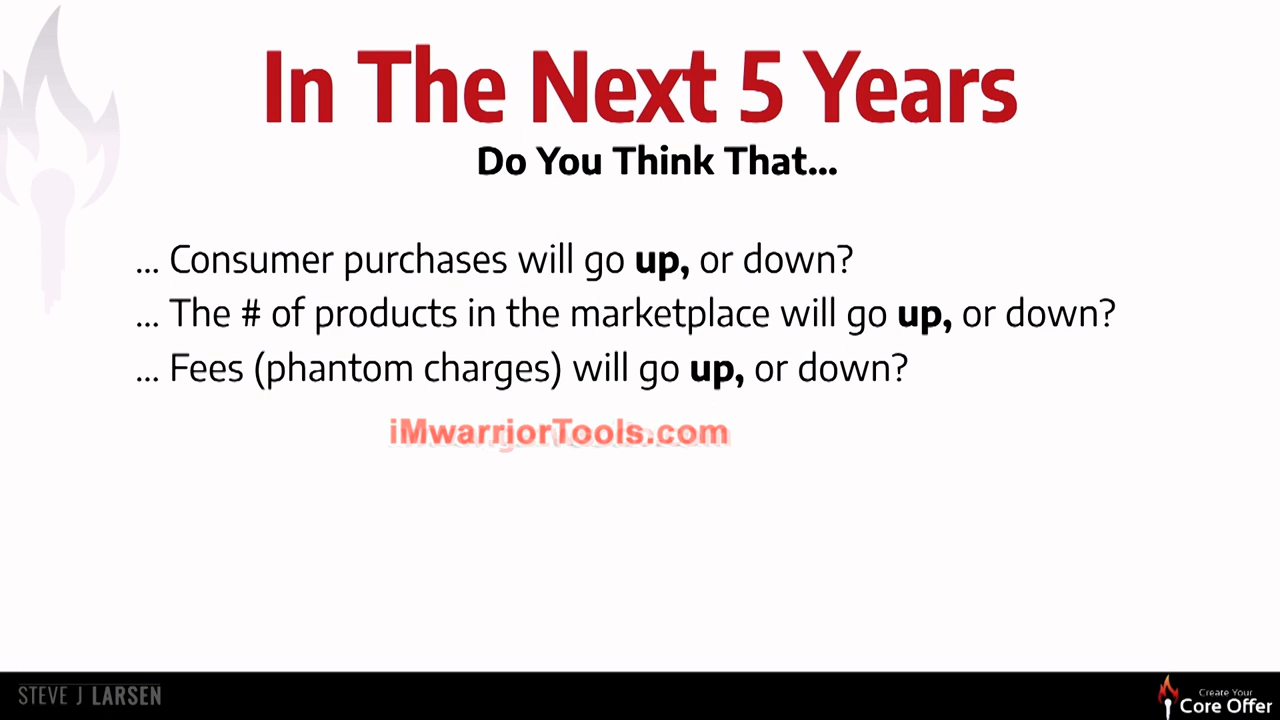 In The Next 5 Years
Do You Think That...
... Consumer purchases will go up, or down?
... The # of products in the marketplace will go up, or down?
... Fees (phantom charges) will go up, or down?
iMwarriorTools.com
STEVE J LARSEN
Create Your
Core Offer